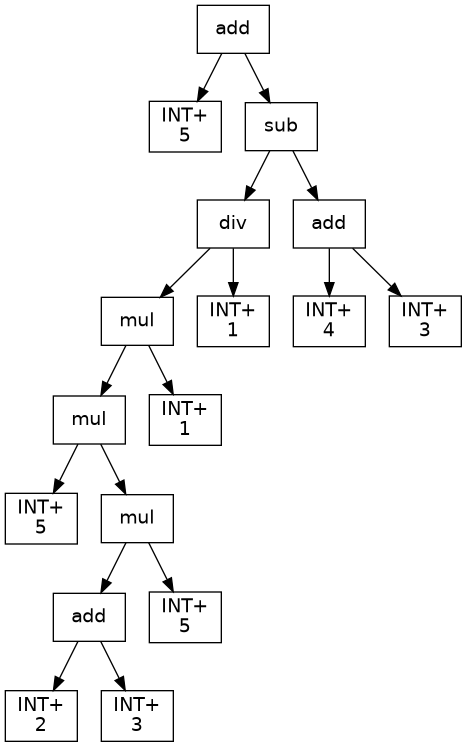 add
INT+
5
sub
div
add
mul
INT+
1
INT+
4
INT+
3
mul
INT+
1
INT+
5
mul
add
INT+
5
INT+
2
INT+
3